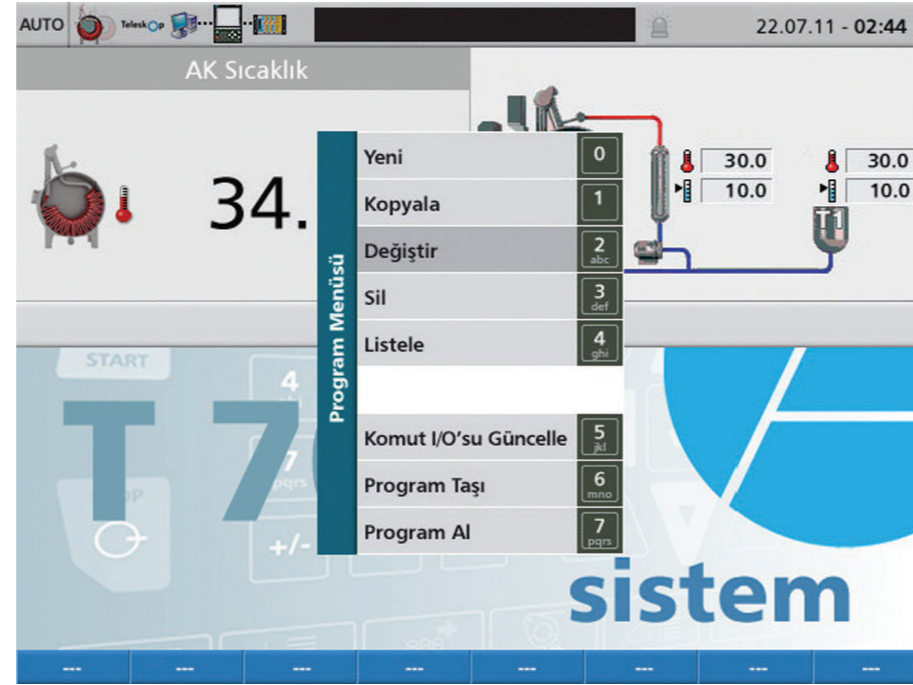 AUTO Teleskop 22.07.11 - 02:44
AK Sıcaklık
34.
30.0 30.0
10.0 10.0
T1
Program Menüsü
Yeni 0
Kopyala 1
Değiştir 2 abc
Sil 3 def
Listele 4 ghi
Komut I/O'su Güncelle 5 jkl
Program Taşı 6 mno
Program Al 7 pqrs
START
4
T 7
7
pqrs
+/-
sistem
--- --- --- --- --- --- --- ---